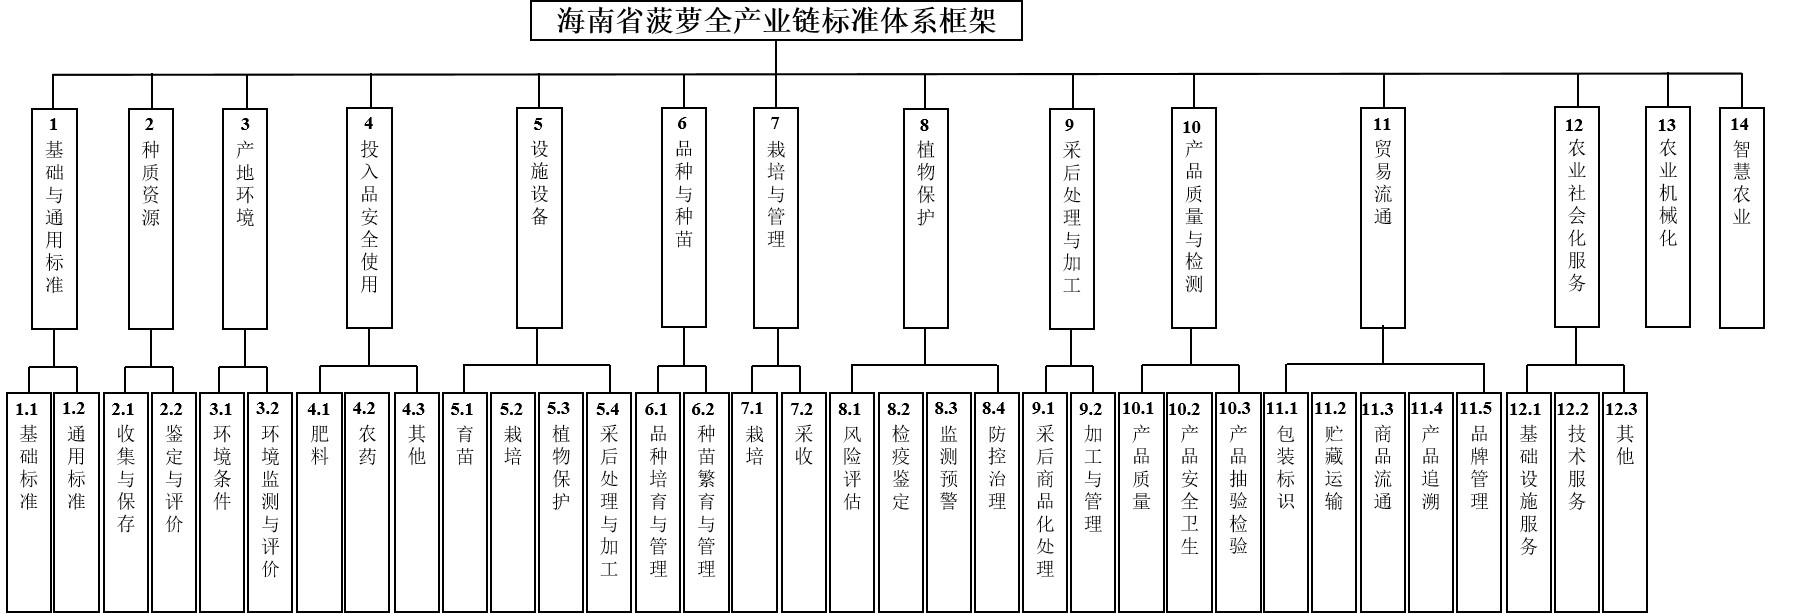 海南省菠萝全产业链标准体系框架
1
基础与通用标准
2
种质资源
3
产地环境
4
投入品安全使用
5
设施设备
6
品种与种苗
7
栽培与管理
8
植物保护
9
采后处理与加工
10
产品质量与检测
11
贸易流通
12
农业社会化服务
13
农业机械化
14
智慧农业
1.1
基础标准
1.2
通用标准
2.1
收集与保存
2.2
鉴定与评价
3.1
环境条件
3.2
环境监测与评价
4.1
肥料
4.2
农药
4.3
其他
5.1
育苗
5.2
栽培
5.3
植物保护
5.4
采后处理与加工
6.1
品种培育与管理
6.2
种苗繁育与管理
7.1
栽培
7.2
采收
8.1
风险评估
8.2
检疫鉴定
8.3
监测预警
8.4
防控治理
9.1
采后商品化处理
9.2
加工与管理
10.1
产品质量
10.2
产品安全卫生
10.3
产品抽验检验
11.1
包装标识
11.2
贮藏运输
11.3
商品流通
11.4
产品追溯
11.5
品牌管理
12.1
基础设施服务
12.2
技术服务
12.3
其他